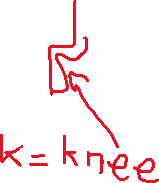 K = knee